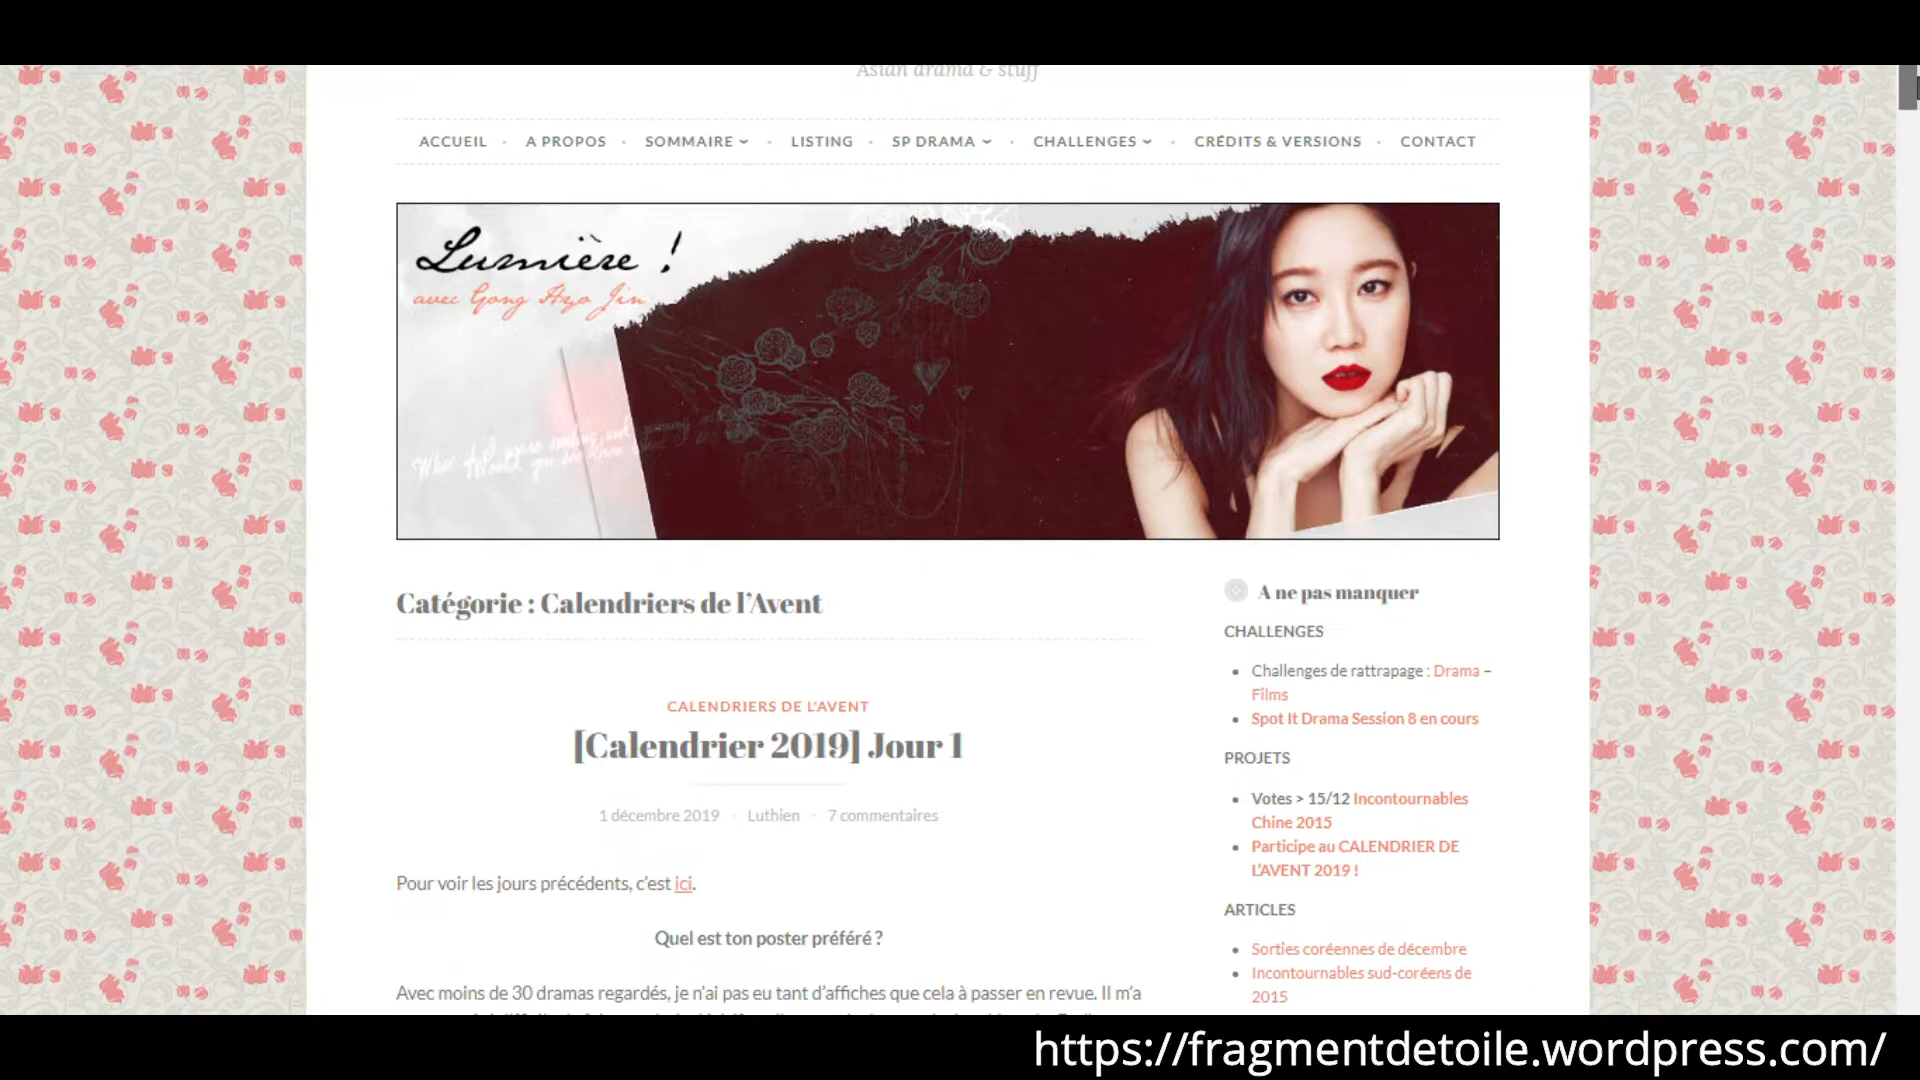 Asian drama & stuff
ACCUEIL
A PROPOS
SOMMAIRE
LISTING
SP DRAMA
CHALLENGES
CRÉDITS & VERSIONS
CONTACT
Lumière !
avec Gong Hyo Jin
Catégorie : Calendriers de l'Avent
CALENDRIERS DE L'AVENT
[Calendrier 2019] Jour 1
1 décembre 2019
Luthien
7 commentaires
Pour voir les jours précédents, c'est ici.
Quel est ton poster préféré ?
Avec moins de 30 dramas regardés, je n'ai pas eu tant d'affiches que cela à passer en revue. Il m'a
A ne pas manquer
CHALLENGES
Challenges de rattrapage : Drama –
Films
Spot It Drama Session 8 en cours
PROJETS
Votes > 15/12 Incontournables
Chine 2015
Participe au CALENDRIER DE
L'AVENT 2019 !
ARTICLES
Sorties coréennes de décembre
Incontournables sud-coréens de
2015
https://fragmentdetoile.wordpress.com/